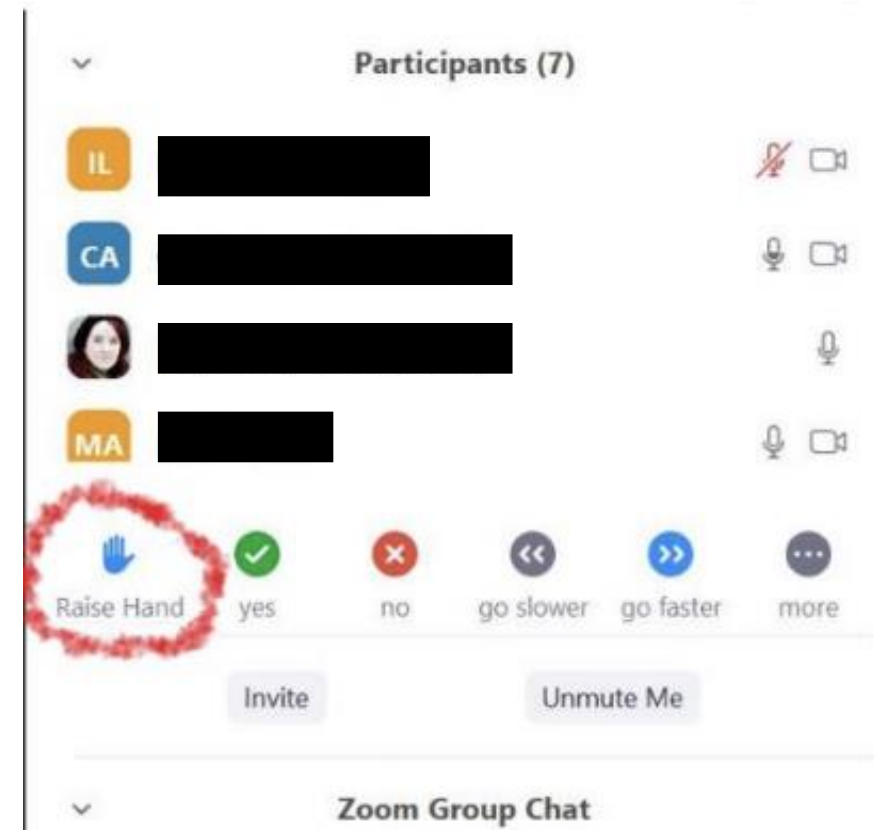 Participants (7)
IL
CA
MA
Raise Hand yes no go slower go faster more
Invite Unmute Me
Zoom Group Chat